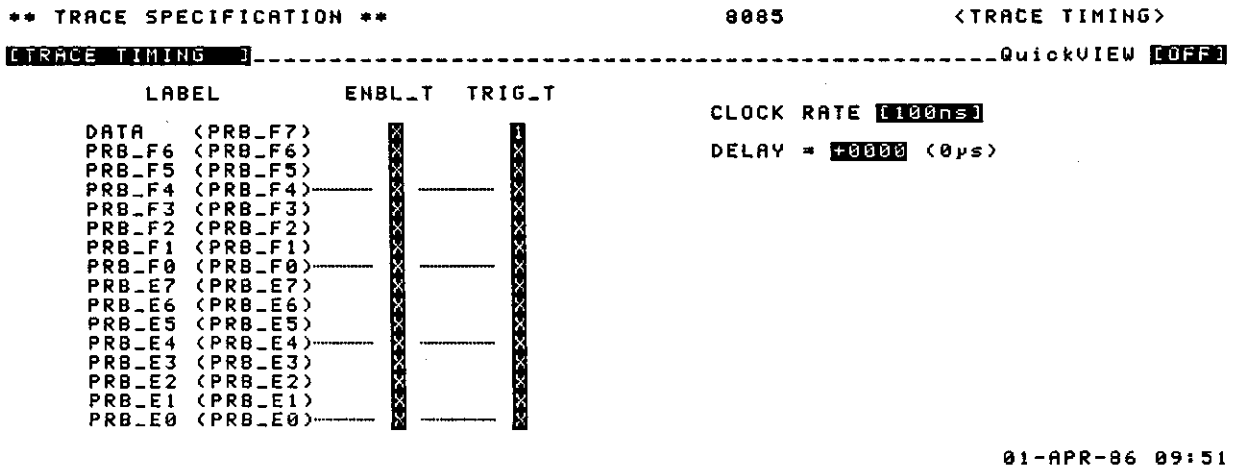 ** TRACE SPECIFICATION ** 8085 <TRACE TIMING>
[TRACE TIMING ]------------------------------------------------------QuickVIEW [OFF]
LABEL ENBL_T TRIG_T
CLOCK RATE [100ns]
DATA (PRB_F7) X 1
PRB_F6 (PRB_F6) X X
DELAY = +0000 (0µs)
PRB_F5 (PRB_F5) X X
PRB_F4 (PRB_F4) X X
PRB_F3 (PRB_F3) X X
PRB_F2 (PRB_F2) X X
PRB_F1 (PRB_F1) X X
PRB_F0 (PRB_F0) X X
PRB_E7 (PRB_E7) X X
PRB_E6 (PRB_E6) X X
PRB_E5 (PRB_E5) X X
PRB_E4 (PRB_E4) X X
PRB_E3 (PRB_E3) X X
PRB_E2 (PRB_E2) X X
PRB_E1 (PRB_E1) X X
PRB_E0 (PRB_E0) X X
01-APR-86 09:51